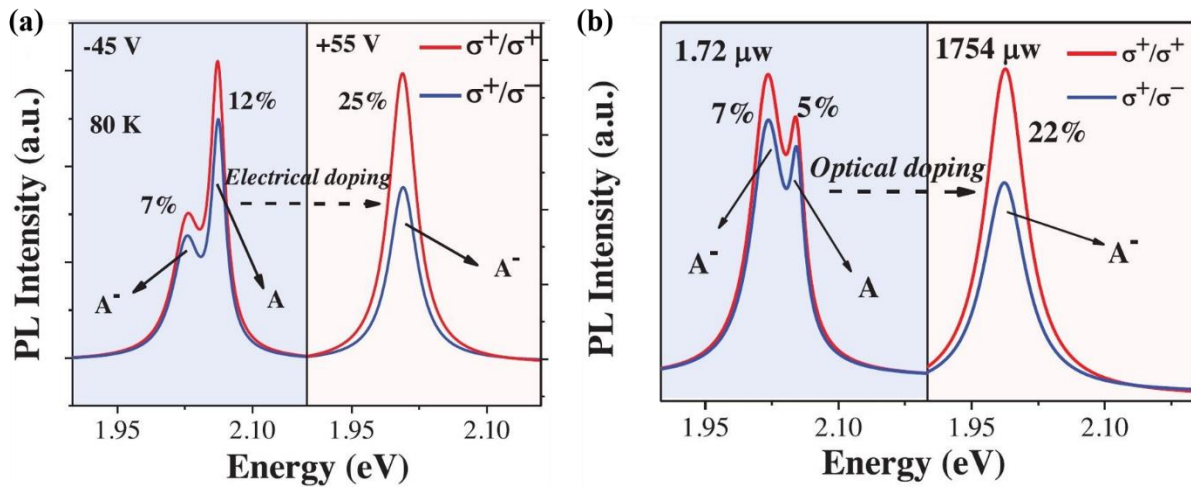 (a)
-45 V
80 K
7%
12%
A⁻
A
+55 V
σ⁺/σ⁺
σ⁺/σ⁻
25%
Electrical doping
A⁻
PL Intensity (a.u.)
1.95
2.10
1.95
2.10
Energy (eV)
(b)
1.72 μw
7%
5%
A⁻
A
1754 μw
σ⁺/σ⁺
σ⁺/σ⁻
22%
Optical doping
A⁻
PL Intensity (a.u.)
1.95
2.10
1.95
2.10
Energy (eV)